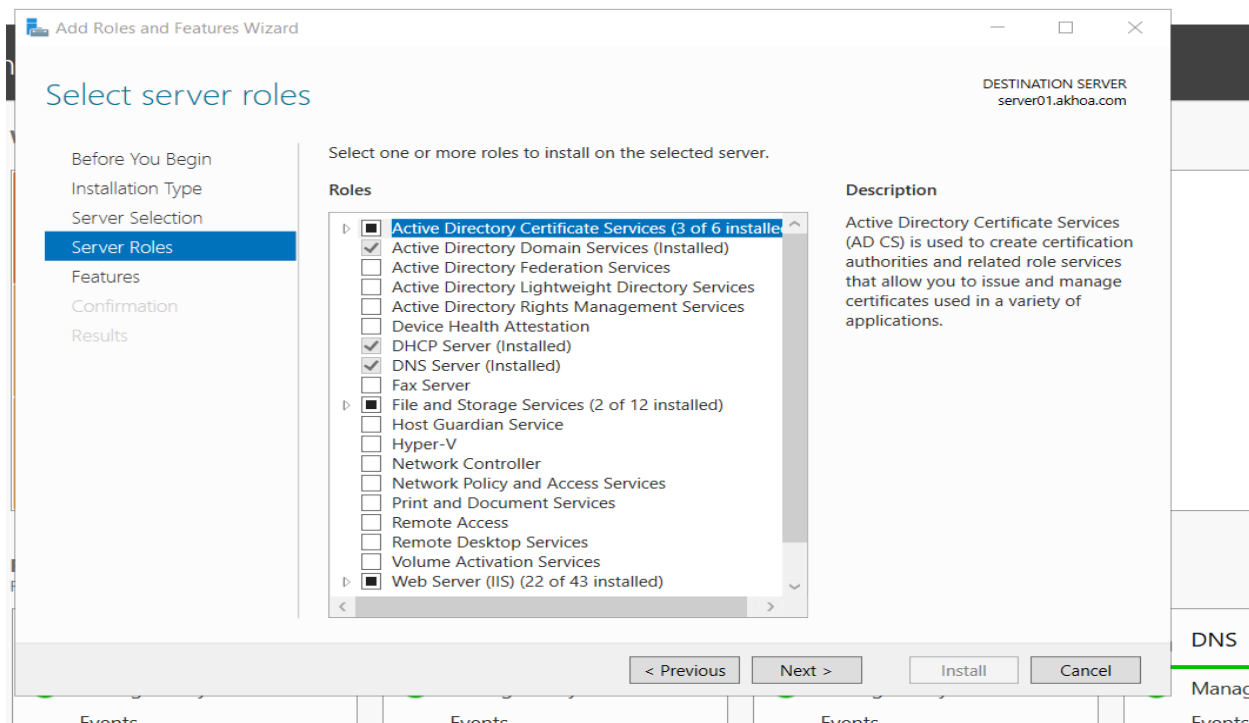 Add Roles and Features Wizard
Select server roles
DESTINATION SERVER
server01.akhoa.com
Before You Begin
Installation Type
Server Selection
Server Roles
Features
Confirmation
Results
Select one or more roles to install on the selected server.
Roles
Active Directory Certificate Services (3 of 6 installe
Active Directory Domain Services (Installed)
Active Directory Federation Services
Active Directory Lightweight Directory Services
Active Directory Rights Management Services
Device Health Attestation
DHCP Server (Installed)
DNS Server (Installed)
Fax Server
File and Storage Services (2 of 12 installed)
Host Guardian Service
Hyper-V
Network Controller
Network Policy and Access Services
Print and Document Services
Remote Access
Remote Desktop Services
Volume Activation Services
Web Server (IIS) (22 of 43 installed)
Description
Active Directory Certificate Services
(AD CS) is used to create certification
authorities and related role services
that allow you to issue and manage
certificates used in a variety of
applications.
< Previous
Next >
Install
Cancel
DNS
Manag
Events
Events
Events
Events